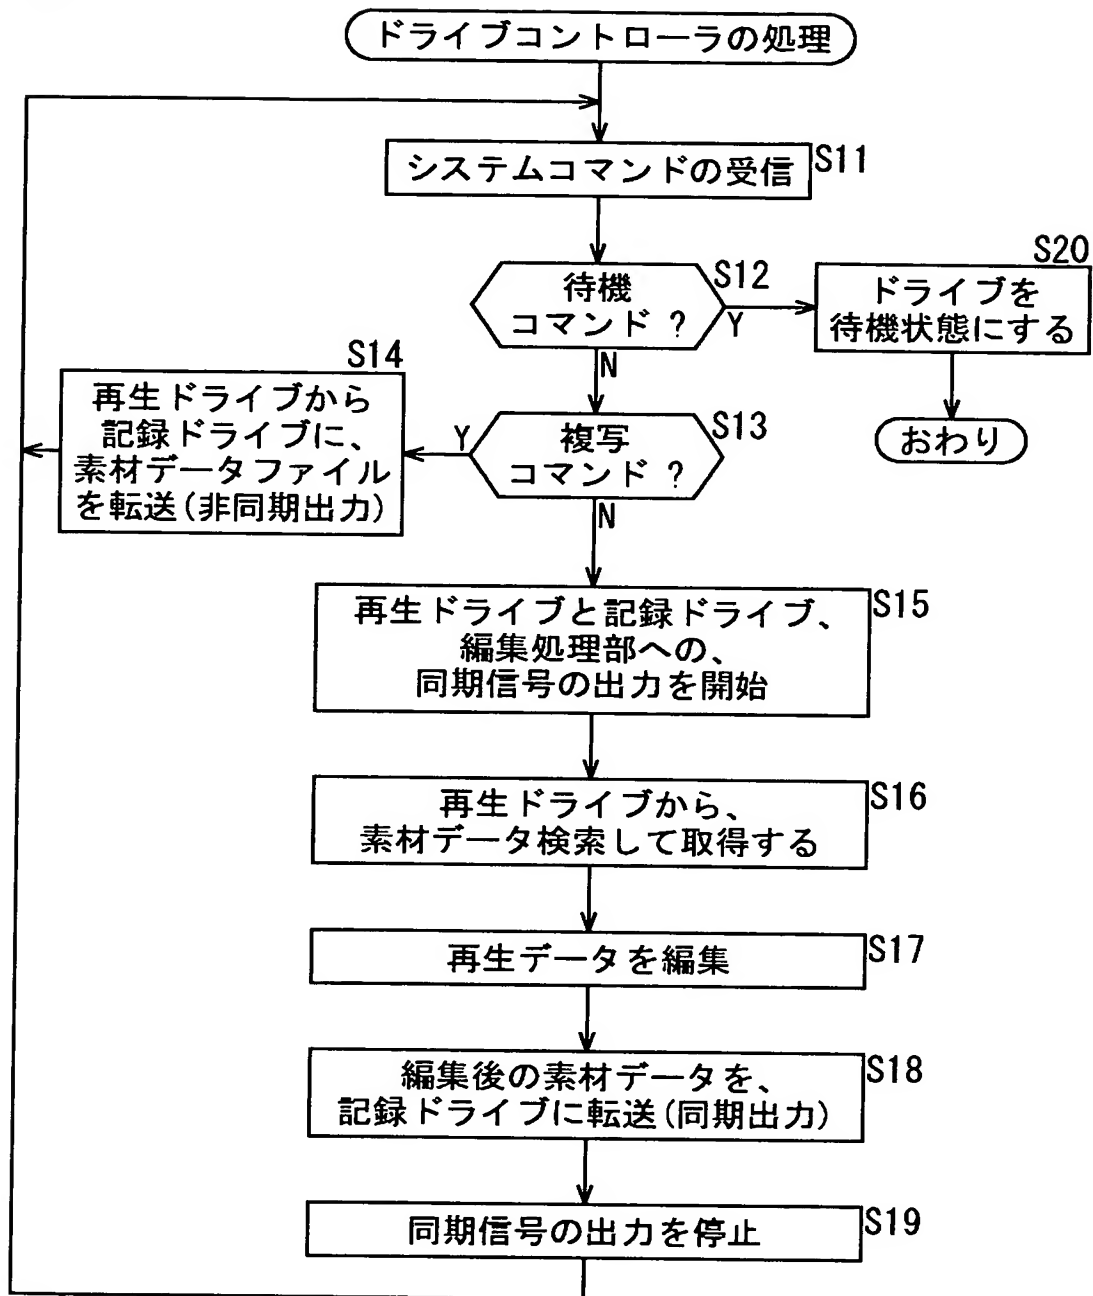 ドライブコントローラの処理
システムコマンドの受信
S11
待機
コマンド ?
S12
Y
N
S20
ドライブを
待機状態にする
おわり
複写
コマンド ?
S13
Y
N
S14
再生ドライブから
記録ドライブに、
素材データファイル
を転送(非同期出力)
再生ドライブと記録ドライブ、
編集処理部への、
同期信号の出力を開始
S15
再生ドライブから、
素材データ検索して取得する
S16
再生データを編集
S17
編集後の素材データを、
記録ドライブに転送(同期出力)
S18
同期信号の出力を停止
S19